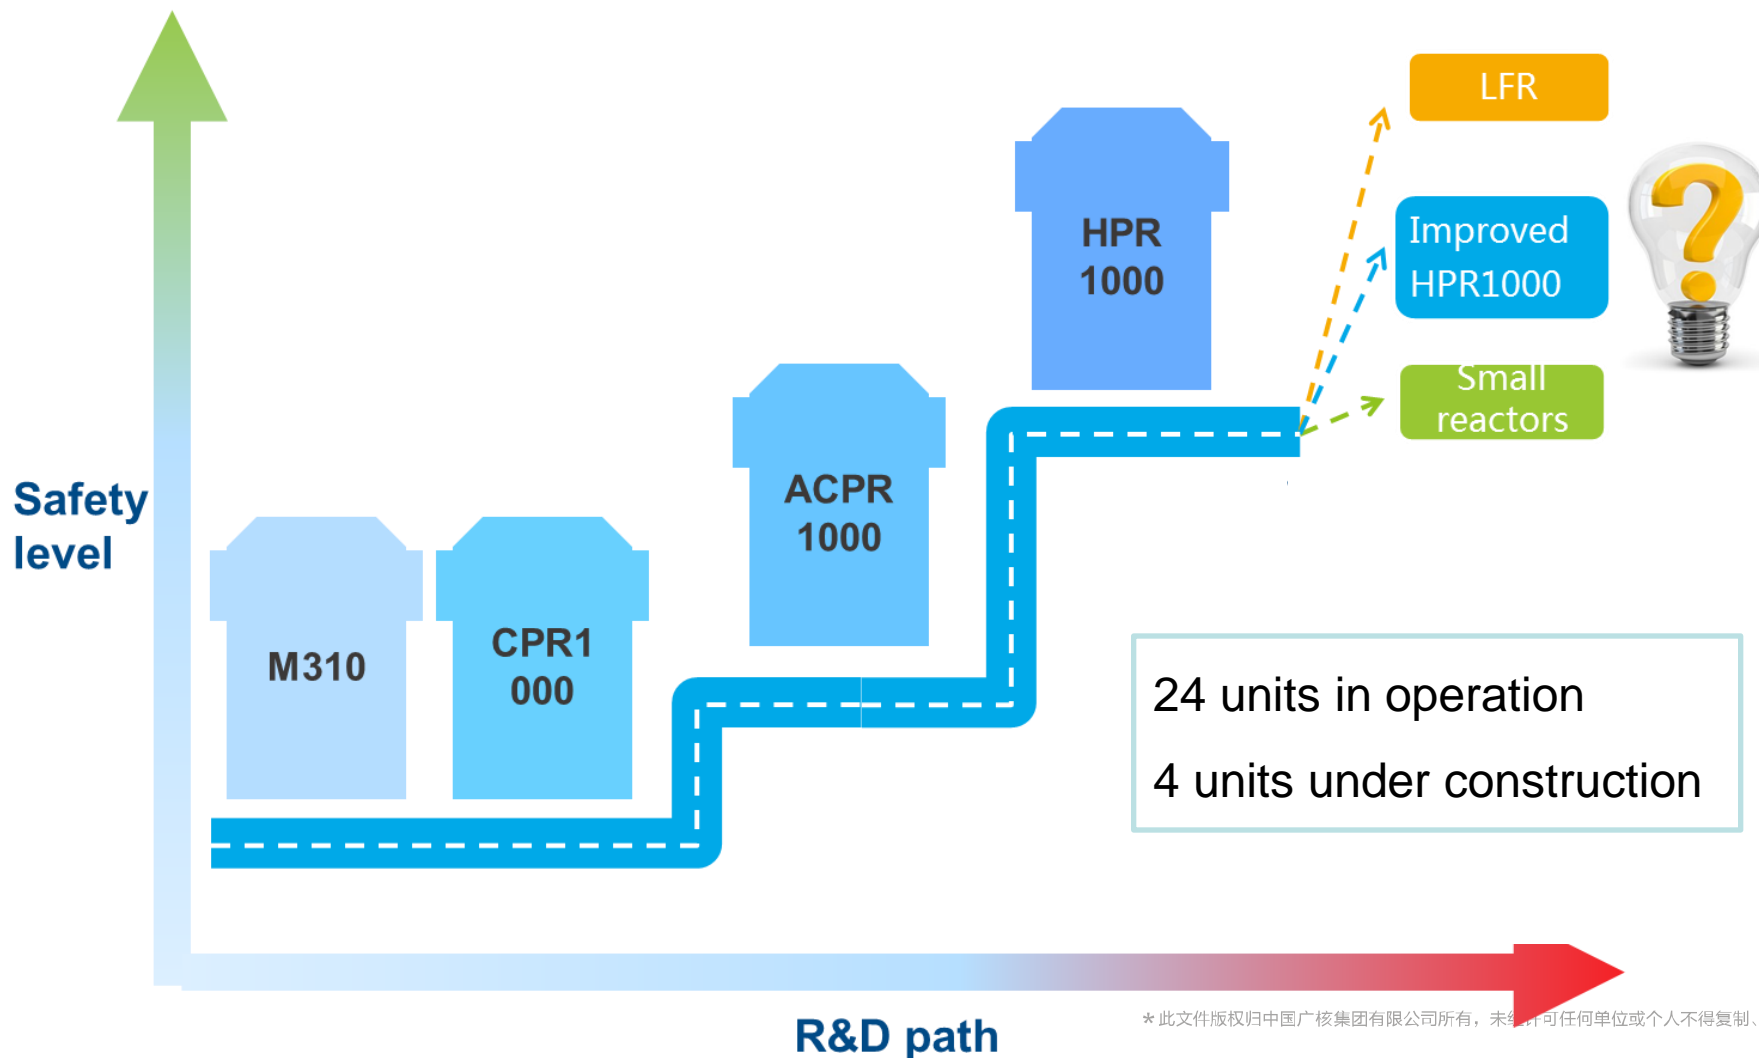 LFR
Improved
HPR1000
Small
reactors
HPR
1000
ACPR
1000
Safety
level
M310
CPR1
000
24 units in operation
4 units under construction
R&D path
*此文件版权归中国广核集团有限公司所有，未经许可任何单位或个人不得复制、